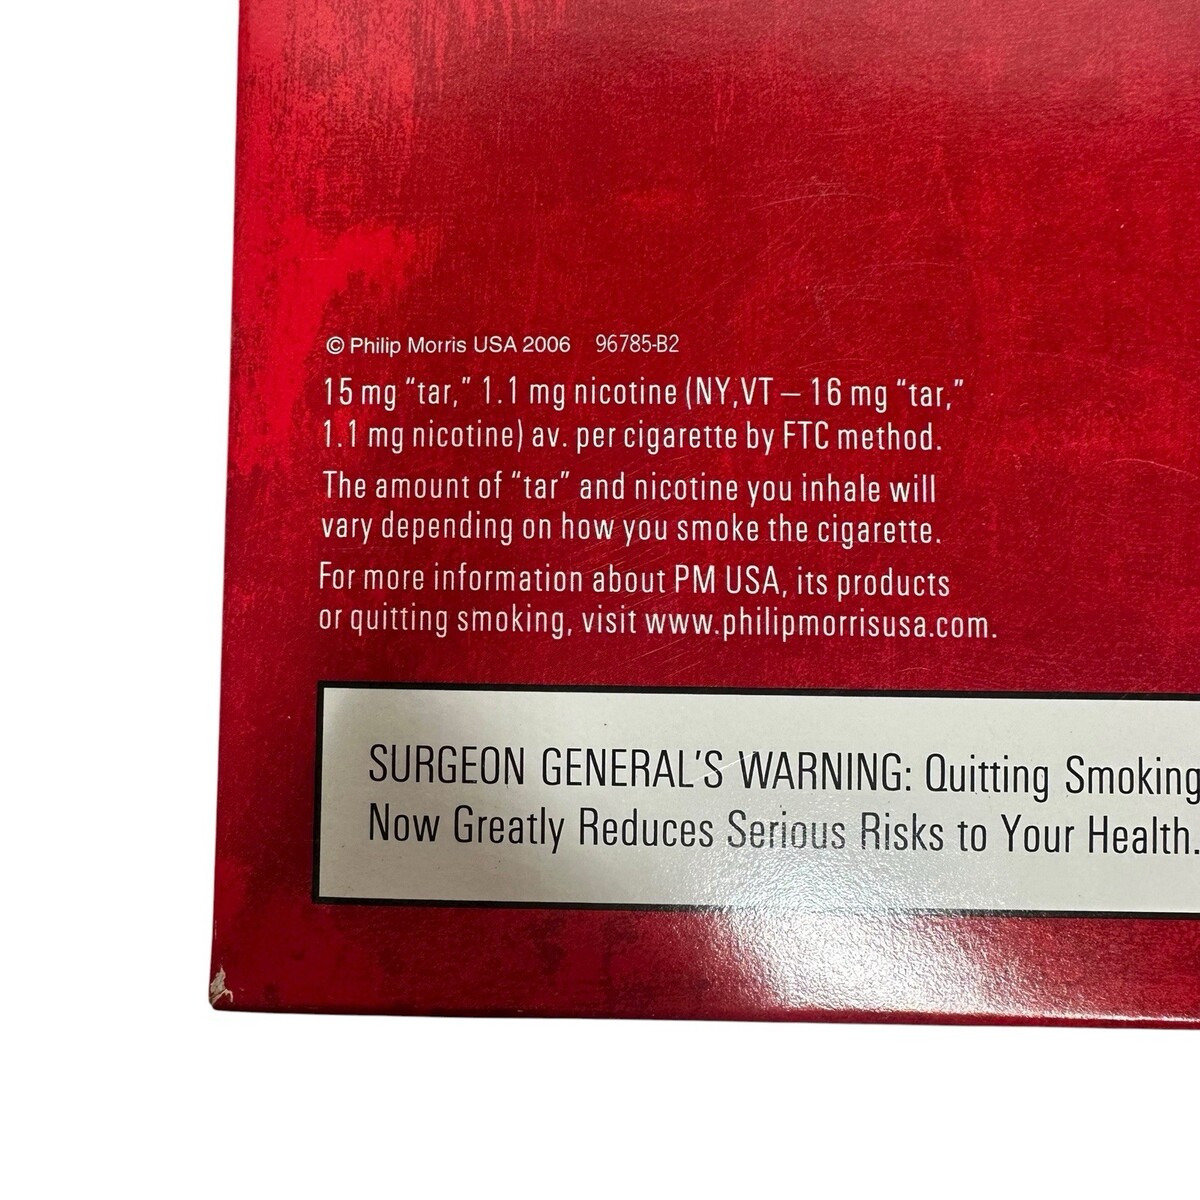 © Philip Morris USA 2006 96785-B2
15 mg “tar,” 1.1 mg nicotine (NY,VT – 16 mg “tar,”
1.1 mg nicotine) av. per cigarette by FTC method.
The amount of “tar” and nicotine you inhale will
vary depending on how you smoke the cigarette.
For more information about PM USA, its products
or quitting smoking, visit www.philipmorrisusa.com.
SURGEON GENERAL’S WARNING: Quitting Smoking
Now Greatly Reduces Serious Risks to Your Health.